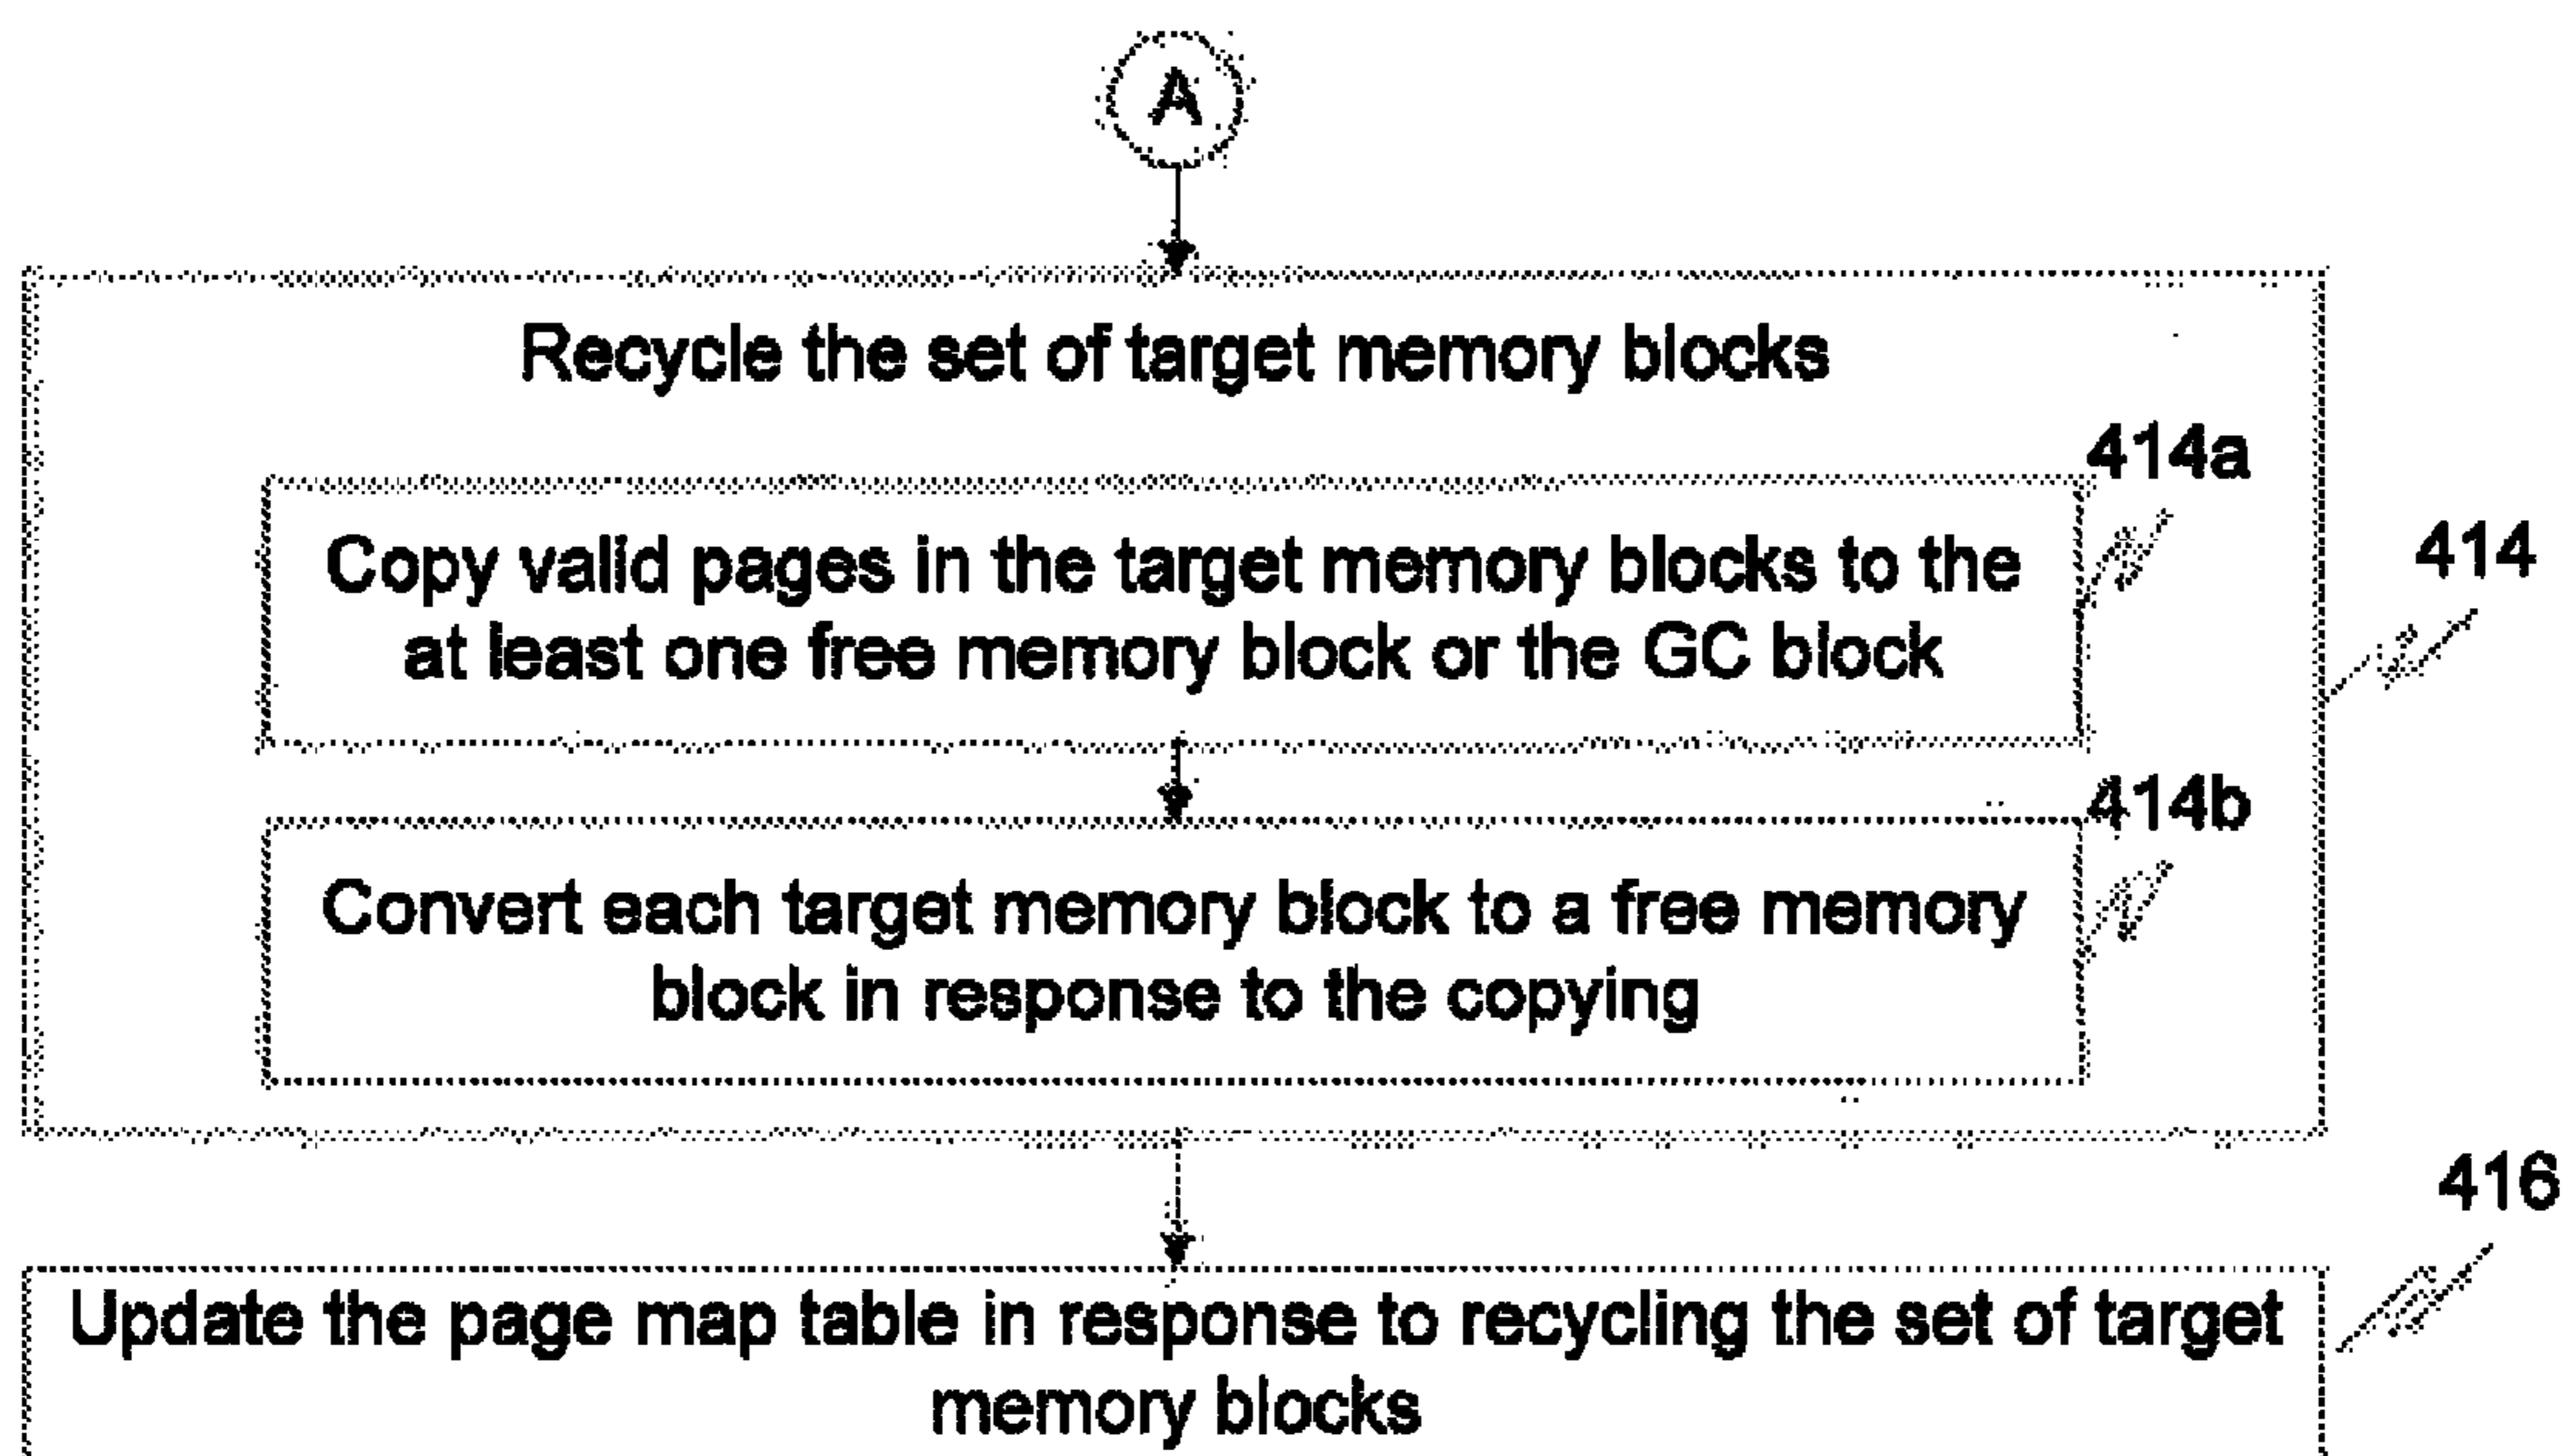 A
Recycle the set of target memory blocks
414a
Copy valid pages in the target memory blocks to the
at least one free memory block or the GC block
414
414b
Convert each target memory block to a free memory
block in response to the copying
416
Update the page map table in response to recycling the set of target
memory blocks